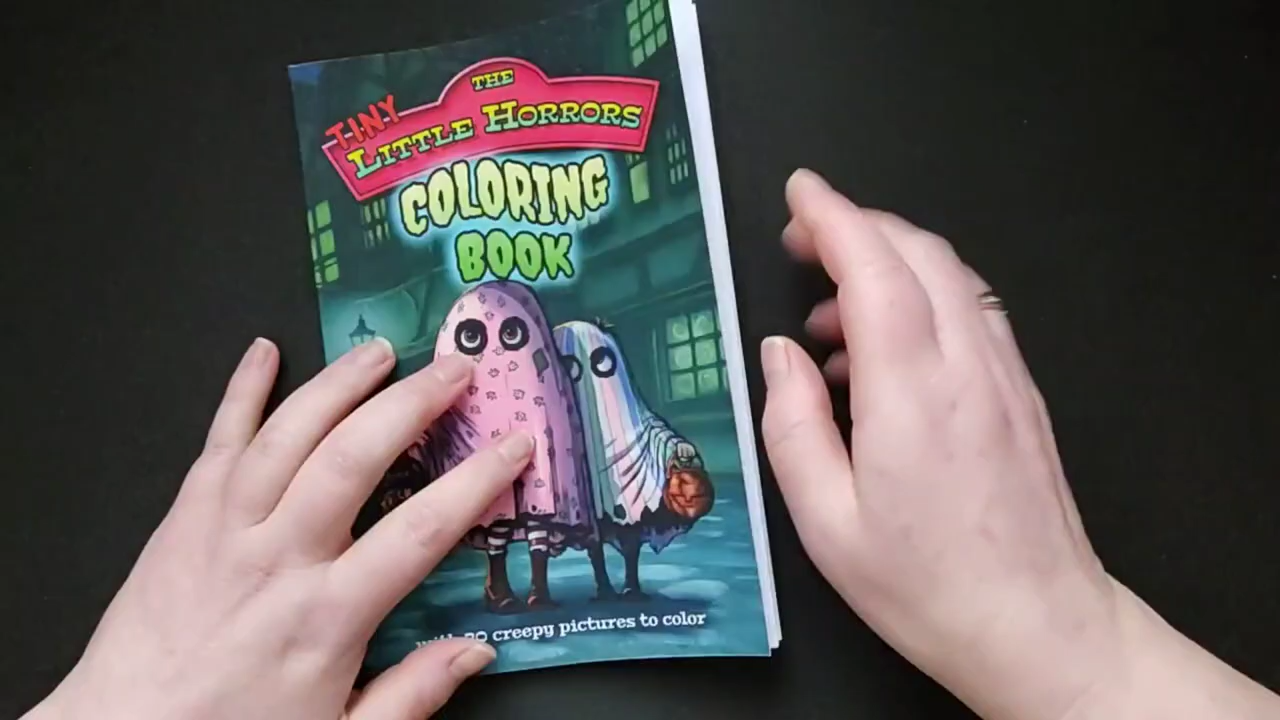 THE
TINY
LITTLE HORRORS
COLORING
BOOK
creepy pictures to color